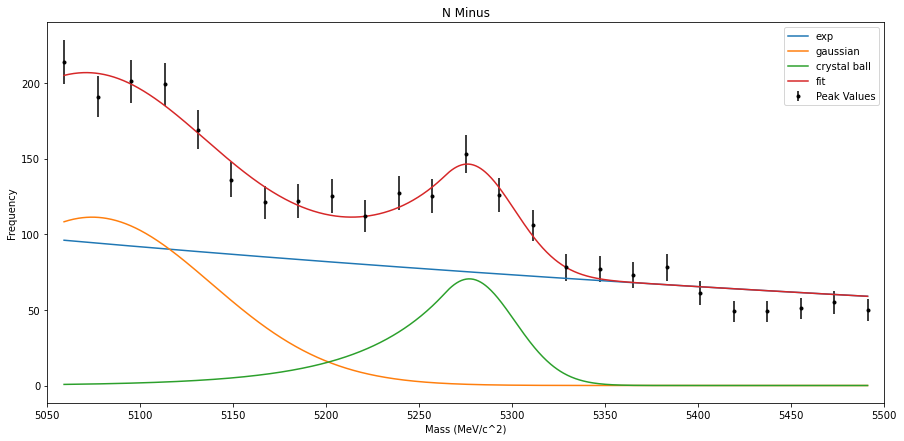 N Minus
exp
gaussian
crystal ball
fit
Peak Values
Frequency
200
150
100
50
0
5050 5100 5150 5200 5250 5300 5350 5400 5450 5500
Mass (MeV/c^2)